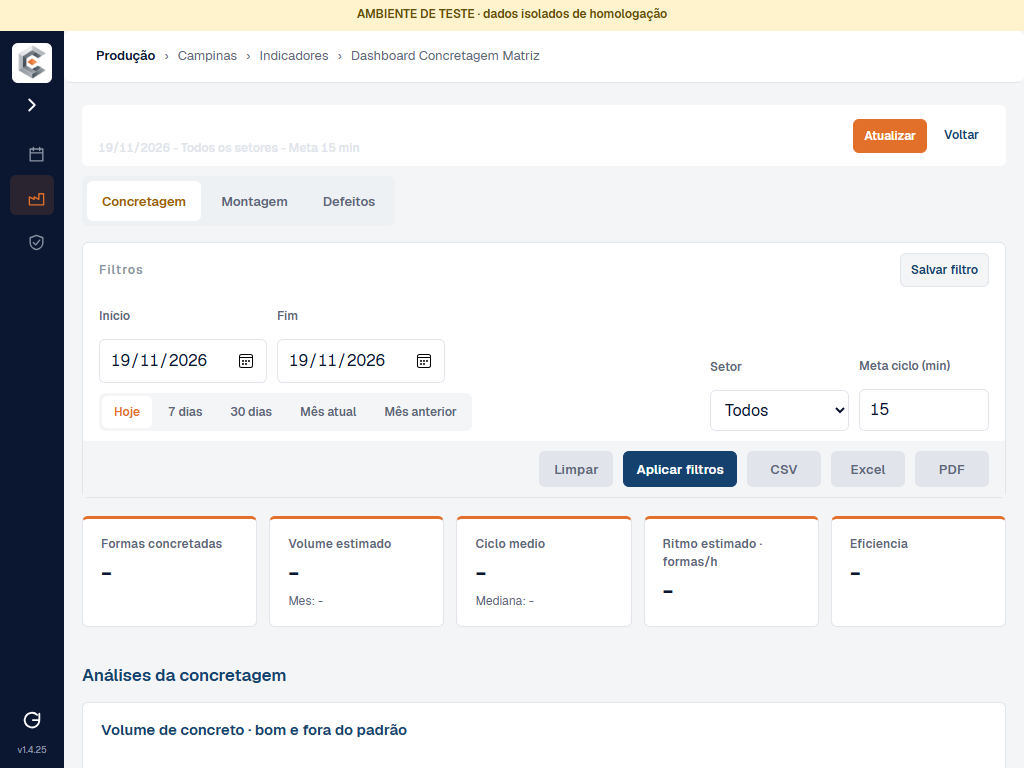 AMBIENTE DE TESTE · dados isolados de homologação
Produção › Campinas › Indicadores › Dashboard Concretagem Matriz
19/11/2026 - Todos os setores - Meta 15 min
Atualizar
Voltar
Concretagem
Montagem
Defeitos
Filtros
Salvar filtro
Início
Fim
19/11/2026
19/11/2026
Setor
Meta ciclo (min)
Todos
15
Hoje
7 dias
30 dias
Mês atual
Mês anterior
Limpar
Aplicar filtros
CSV
Excel
PDF
Formas concretadas
–
Volume estimado
–
Mes: -
Ciclo medio
–
Mediana: -
Ritmo estimado ·
formas/h
–
Eficiencia
–
Análises da concretagem
Volume de concreto · bom e fora do padrão
v1.4.25